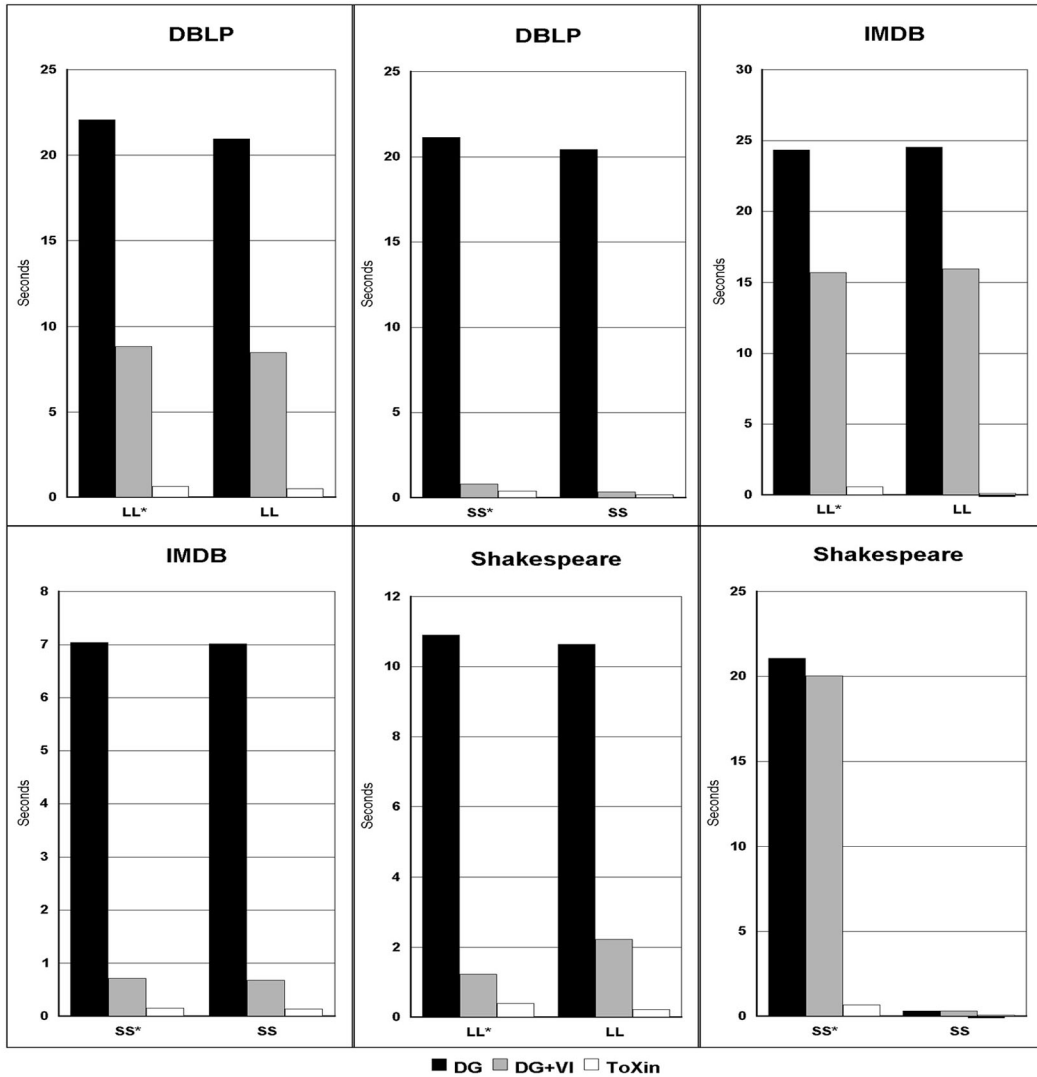 DBLP
25
20
15
10
5
0
Seconds
LL* LL
DBLP
25
20
15
10
5
0
Seconds
SS* SS
IMDB
30
25
20
15
10
5
0
Seconds
LL* LL
IMDB
8
7
6
5
4
3
2
1
0
Seconds
SS* SS
Shakespeare
12
10
8
6
4
2
0
Seconds
LL* LL
Shakespeare
25
20
15
10
5
0
Seconds
SS* SS
DG DG+VI ToXin